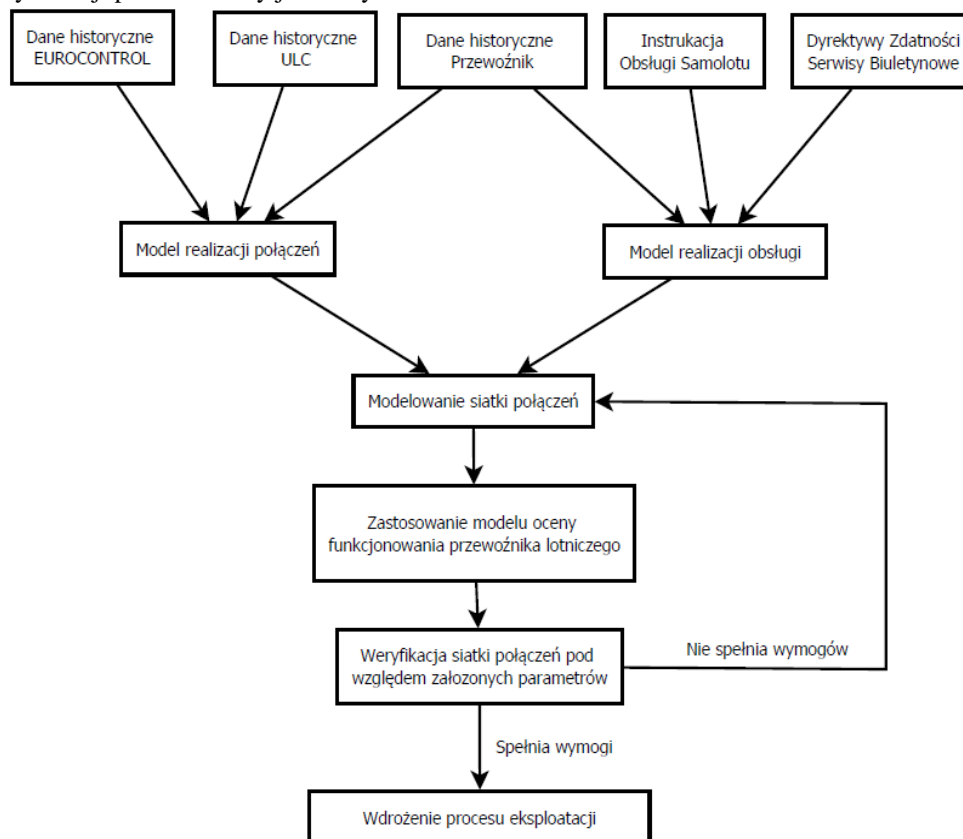 Dane historyczne
EUROCONTROL
Dane historyczne
ULC
Dane historyczne
Przewoźnik
Instrukacja
Obsługi Samolotu
Dyrektywy Zdatności
Serwisy Biuletynowe
Model realizacji połączeń
Model realizacji obsługi
Modelowanie siatki połączeń
Zastosowanie modelu oceny
funkcjonowania przewoźnika lotniczego
Weryfikacja siatki połączeń pod
względem załozonych parametrów
Nie spełnia wymogów
Spełnia wymogi
Wdrożenie procesu eksploatacji